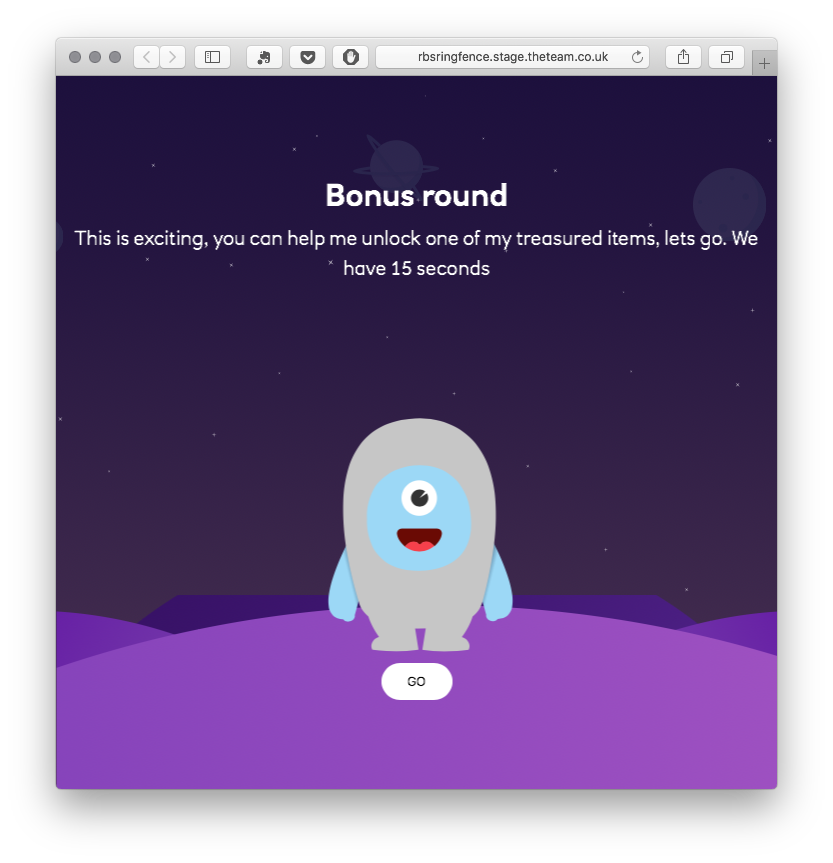 rbsringfence.stage.theteam.co.uk
Bonus round
This is exciting, you can help me unlock one of my treasured items, lets go. We
have 15 seconds
GO